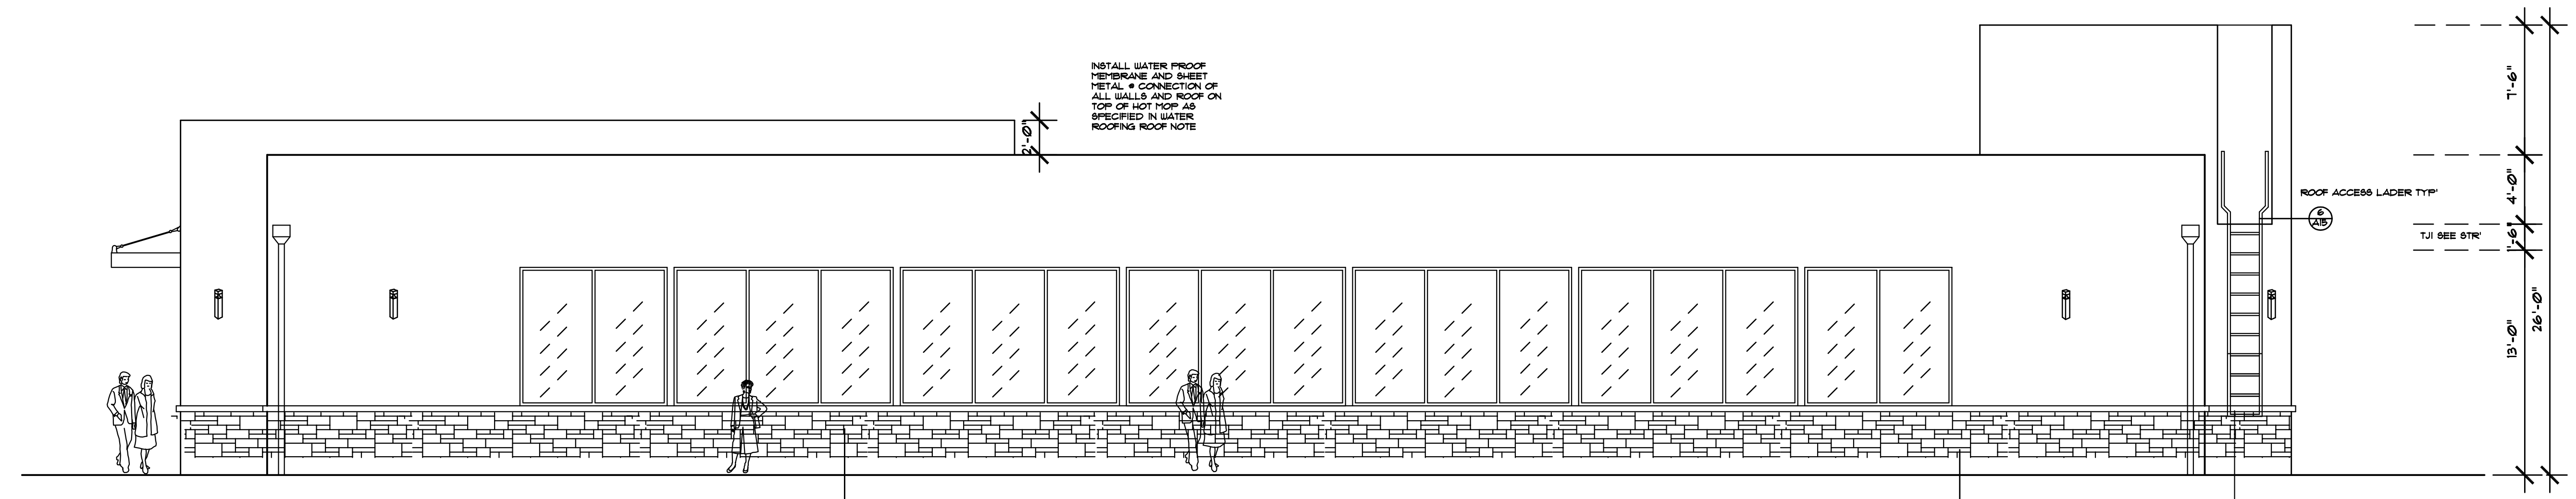 INSTALL WATER PROOF
MEMBRANE AND SHEET
METAL @ CONNECTION OF
ALL WALLS AND ROOF ON
TOP OF HOT MOP AS
SPECIFIED IN WATER
ROOFING ROOF NOTE
2'-0"
7'-6"
ROOF ACCESS LADER TYP'
4'-0"
6
A15
TJI SEE STR'
1'-6"
13'-0"
26'-0"